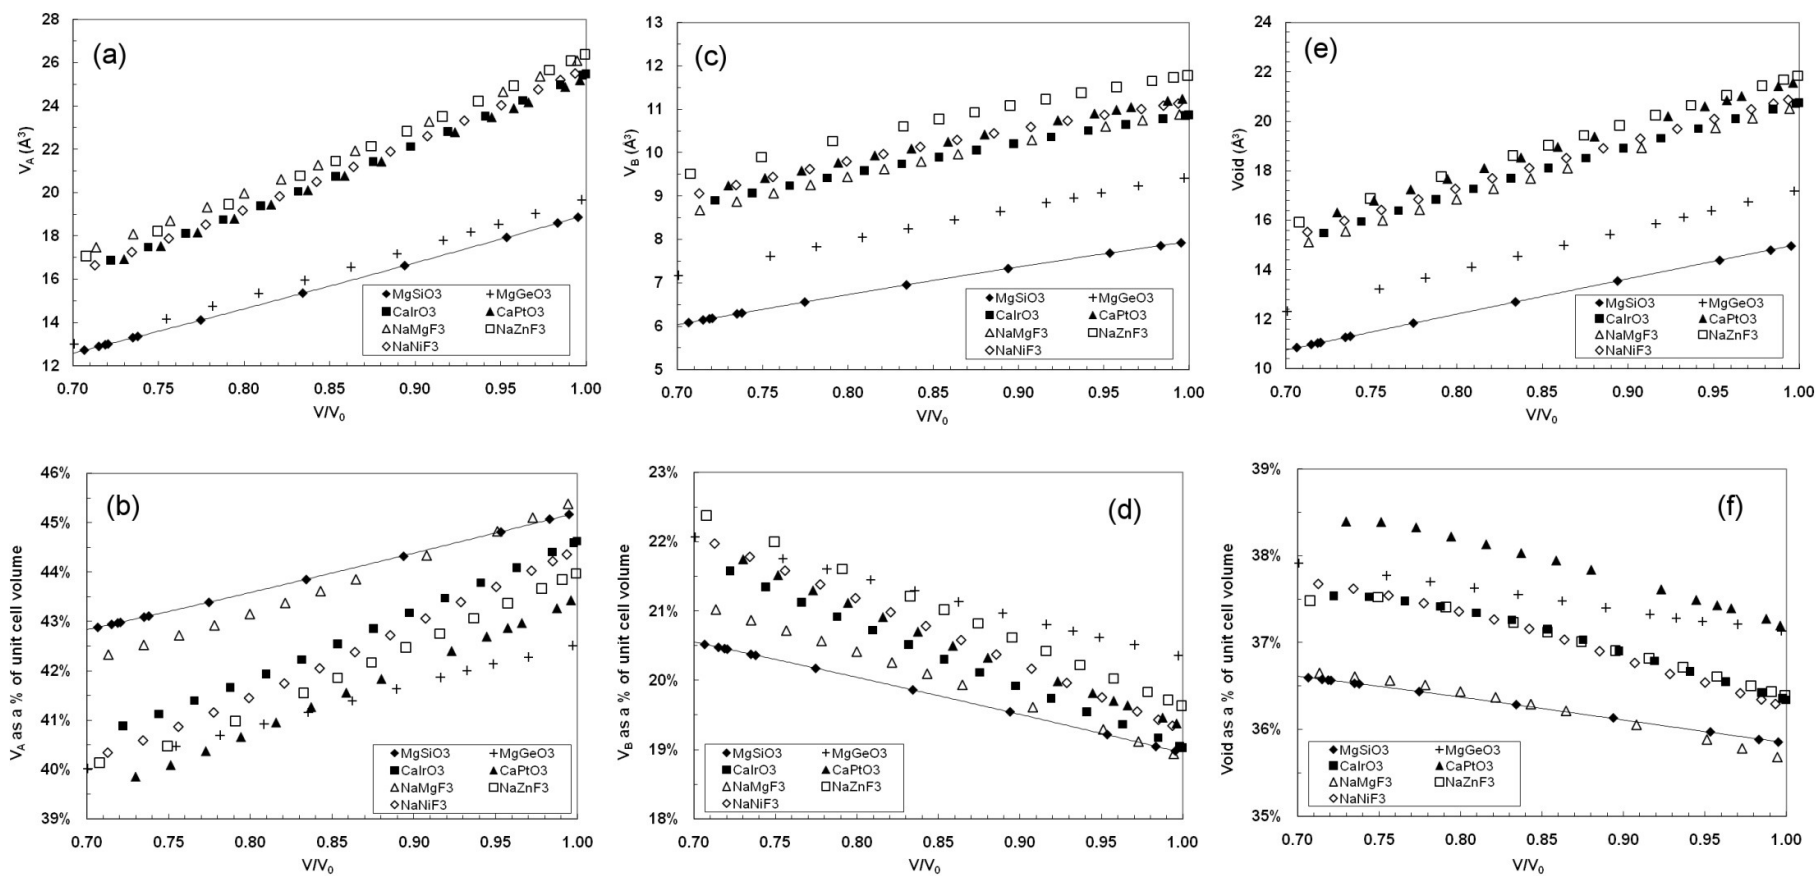 (a)
V_A (Å³)
28
26
24
22
20
18
16
14
12
0.70 0.75 0.80 0.85 0.90 0.95 1.00
V/V₀
MgSiO3 MgGeO3
CaIrO3 CaPtO3
NaMgF3 NaZnF3
NaNiF3
(c)
V_B (Å³)
13
12
11
10
9
8
7
6
5
0.70 0.75 0.80 0.85 0.90 0.95 1.00
V/V₀
MgSiO3 MgGeO3
CaIrO3 CaPtO3
NaMgF3 NaZnF3
NaNiF3
(e)
Void (Å³)
24
22
20
18
16
14
12
10
0.70 0.75 0.80 0.85 0.90 0.95 1.00
V/V₀
MgSiO3 MgGeO3
CaIrO3 CaPtO3
NaMgF3 NaZnF3
NaNiF3
(b)
V_A as a % of unit cell volume
46%
45%
44%
43%
42%
41%
40%
39%
0.70 0.75 0.80 0.85 0.90 0.95 1.00
V/V₀
MgSiO3 MgGeO3
CaIrO3 CaPtO3
NaMgF3 NaZnF3
NaNiF3
(d)
V_B as a % of unit cell volume
23%
22%
21%
20%
19%
18%
0.70 0.75 0.80 0.85 0.90 0.95 1.00
V/V₀
MgSiO3 MgGeO3
CaIrO3 CaPtO3
NaMgF3 NaZnF3
NaNiF3
(f)
Void as a % of unit cell volume
39%
38%
37%
36%
35%
0.70 0.75 0.80 0.85 0.90 0.95 1.00
V/V₀
MgSiO3 MgGeO3
CaIrO3 CaPtO3
NaMgF3 NaZnF3
NaNiF3